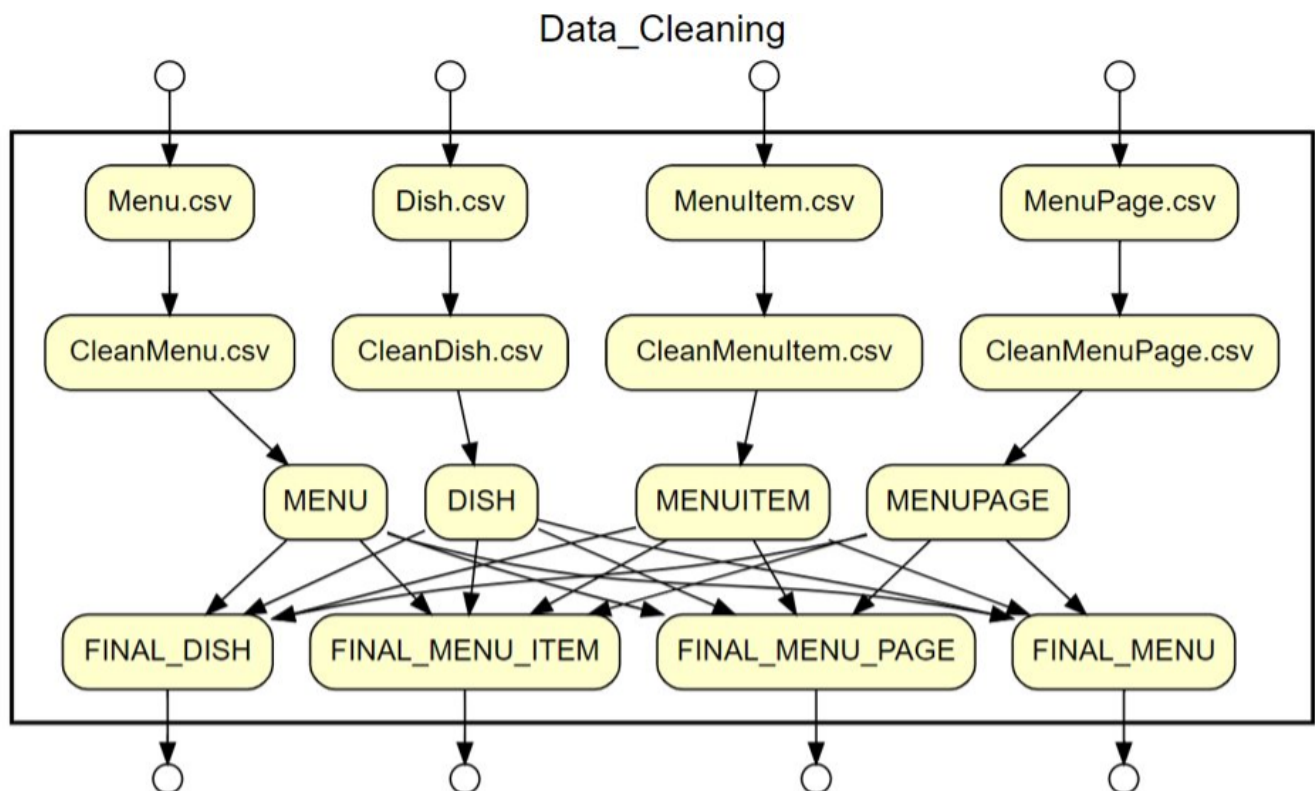 Data_Cleaning
Menu.csv
Dish.csv
MenuItem.csv
MenuPage.csv
CleanMenu.csv
CleanDish.csv
CleanMenuItem.csv
CleanMenuPage.csv
MENU
DISH
MENUITEM
MENUPAGE
FINAL_DISH
FINAL_MENU_ITEM
FINAL_MENU_PAGE
FINAL_MENU